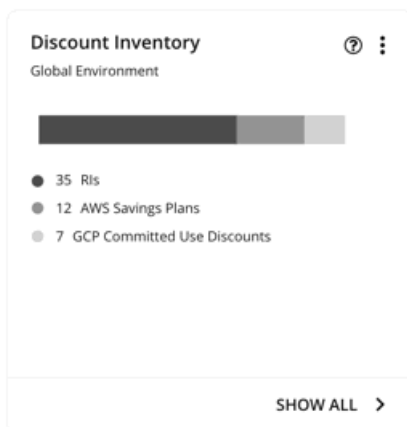 Discount Inventory
Global Environment
35 RIs
12 AWS Savings Plans
7 GCP Committed Use Discounts
SHOW ALL